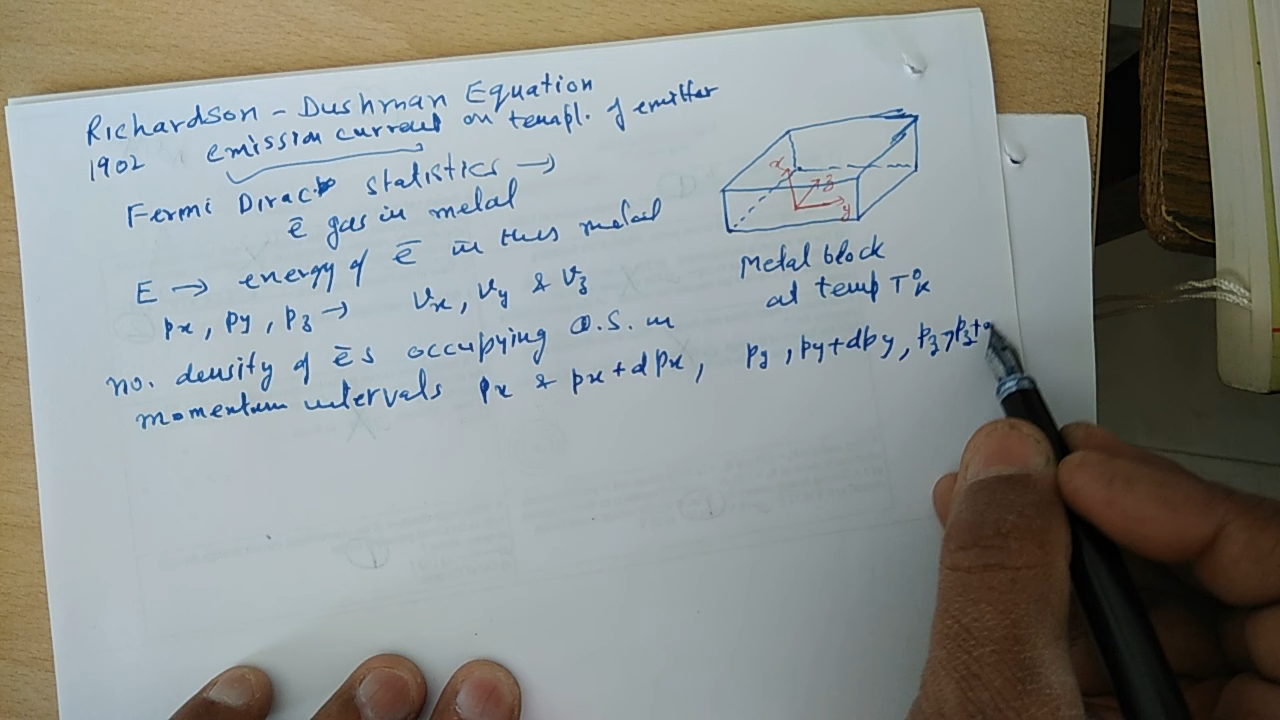 Richardson - Dushman Equation
1902 emission current on tempt. of emitter
Fermi Dirac statistics →
ē gas in metal
E → energy of ē in this metal
px, py, pz → Vx, Vy & Vz
no. density of ēs occupying Q.S. in
momentum intervals px & px+dpx, py, py+dpy, pz, pz+
x
z
y
Metal block
at temp T°K